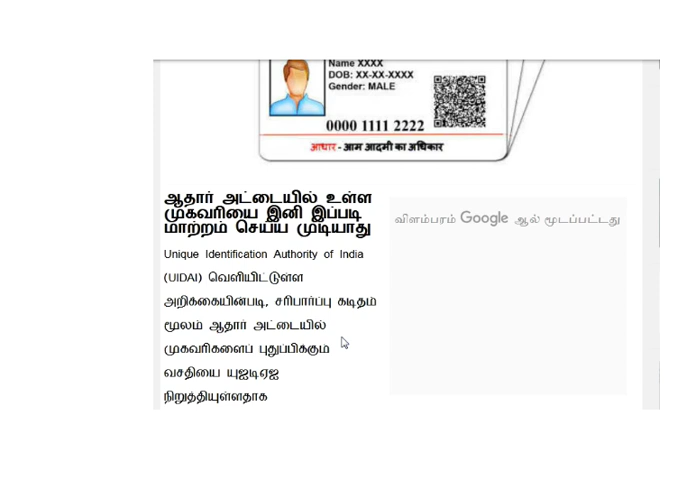 Name XXXX
DOB: XX-XX-XXXX
Gender: MALE
0000 1111 2222
आधार - आम आदमी का अधिकार
ஆதார் அட்டையில் உள்ள
முகவரியை இனி இப்படி
மாற்றம் செய்ய முடியாது
Unique Identification Authority of India
(UIDAI) வெளியிட்டுள்ள
அறிக்கையின்படி, சரிபார்ப்பு கடிதம்
மூலம் ஆதார் அட்டையில்
முகவரிகளைப் புதுப்பிக்கும்
வசதியை யுஐடிஏஐ
நிறுத்தியுள்ளதாக
விளம்பரம் Google ஆல் மூடப்பட்டது